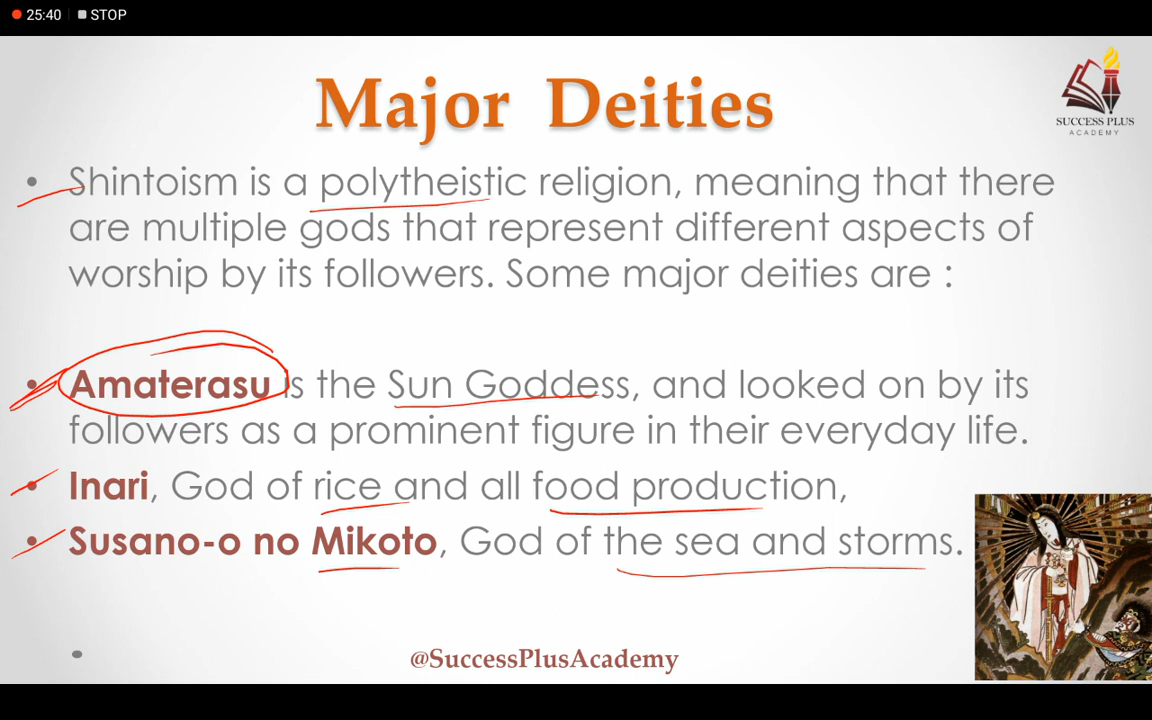 25:40 STOP
Major Deities
SUCCESS PLUS
ACADEMY
• Shintoism is a polytheistic religion, meaning that there
are multiple gods that represent different aspects of
worship by its followers. Some major deities are :
• Amaterasu is the Sun Goddess, and looked on by its
followers as a prominent figure in their everyday life.
• Inari, God of rice and all food production,
• Susano-o no Mikoto, God of the sea and storms.
•
@SuccessPlusAcademy